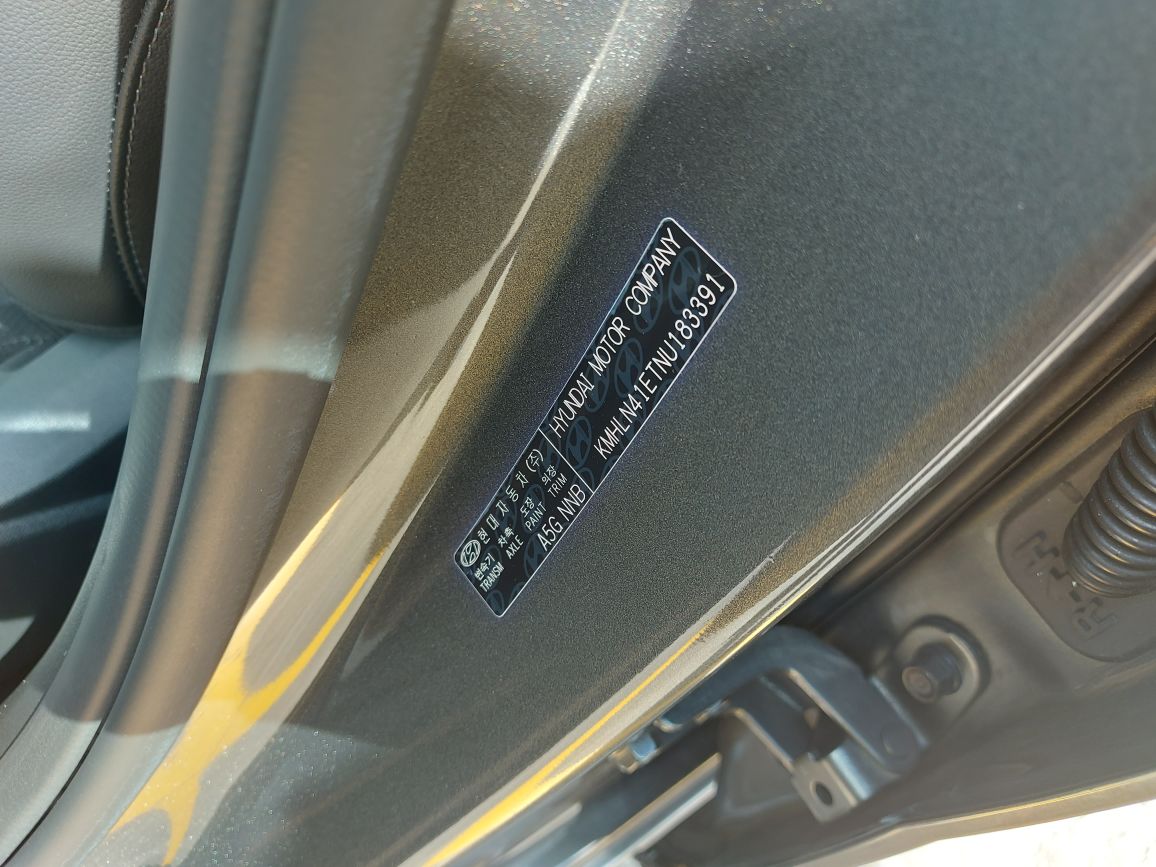 현대자동차(주)
HYUNDAI MOTOR COMPANY
변속기 차축 도장 의장
TRANSM AXLE PAINT TRIM
KMHLN41ETNU183391
A5G NNB